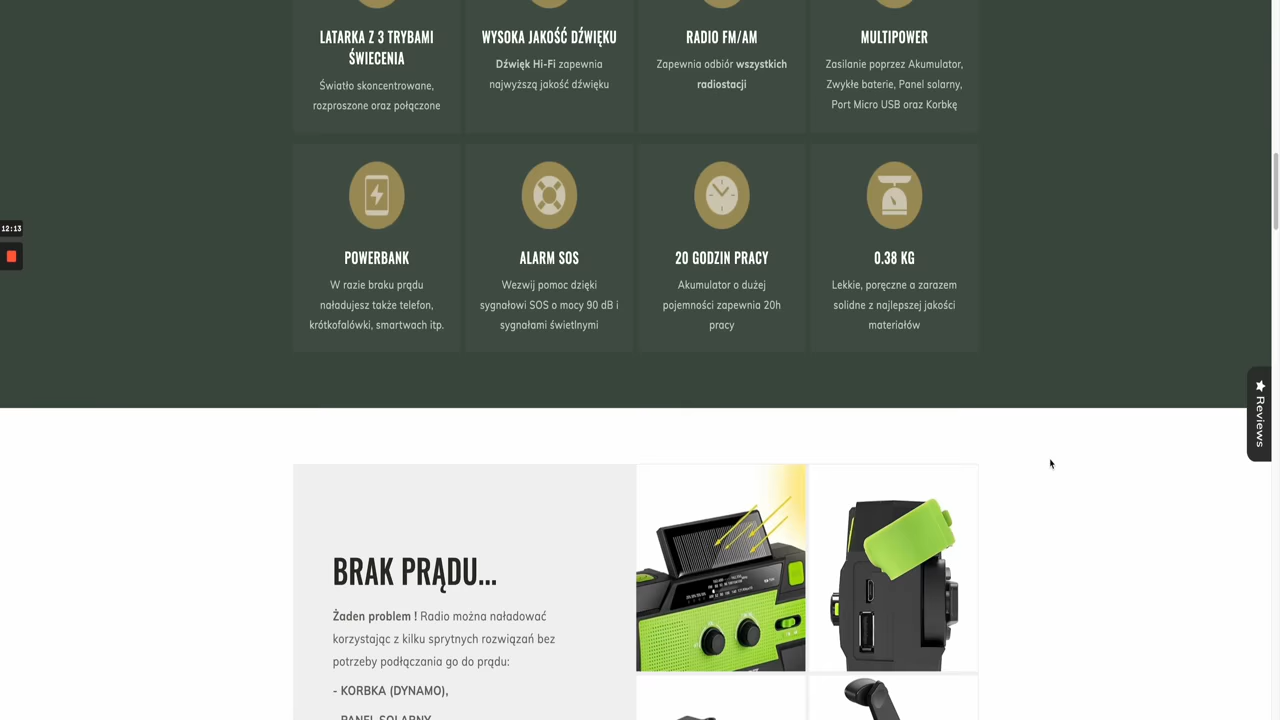 LATARKA Z 3 TRYBAMI
ŚWIECENIA
Światło skoncentrowane,
rozproszone oraz połączone
WYSOKA JAKOŚĆ DŹWIĘKU
Dźwięk Hi-Fi zapewnia
najwyższą jakość dźwięku
RADIO FM/AM
Zapewnia odbiór wszystkich
radiostacji
MULTIPOWER
Zasilanie poprzez Akumulator,
Zwykłe baterie, Panel solarny,
Port Micro USB oraz Korbkę
12:13
POWERBANK
W razie braku prądu
naładujesz także telefon,
krótkofalówki, smartwach itp.
ALARM SOS
Wezwij pomoc dzięki
sygnałowi SOS o mocy 90 dB i
sygnałami świetlnymi
20 GODZIN PRACY
Akumulator o dużej
pojemności zapewnia 20h
pracy
0.38 KG
Lekkie, poręczne a zarazem
solidne z najlepszej jakości
materiałów
Reviews
BRAK PRĄDU...
Żaden problem ! Radio można naładować
korzystając z kilku sprytnych rozwiązań bez
potrzeby podłączania go do prądu:
- KORBKA (DYNAMO),
- PANEL SOLARNY